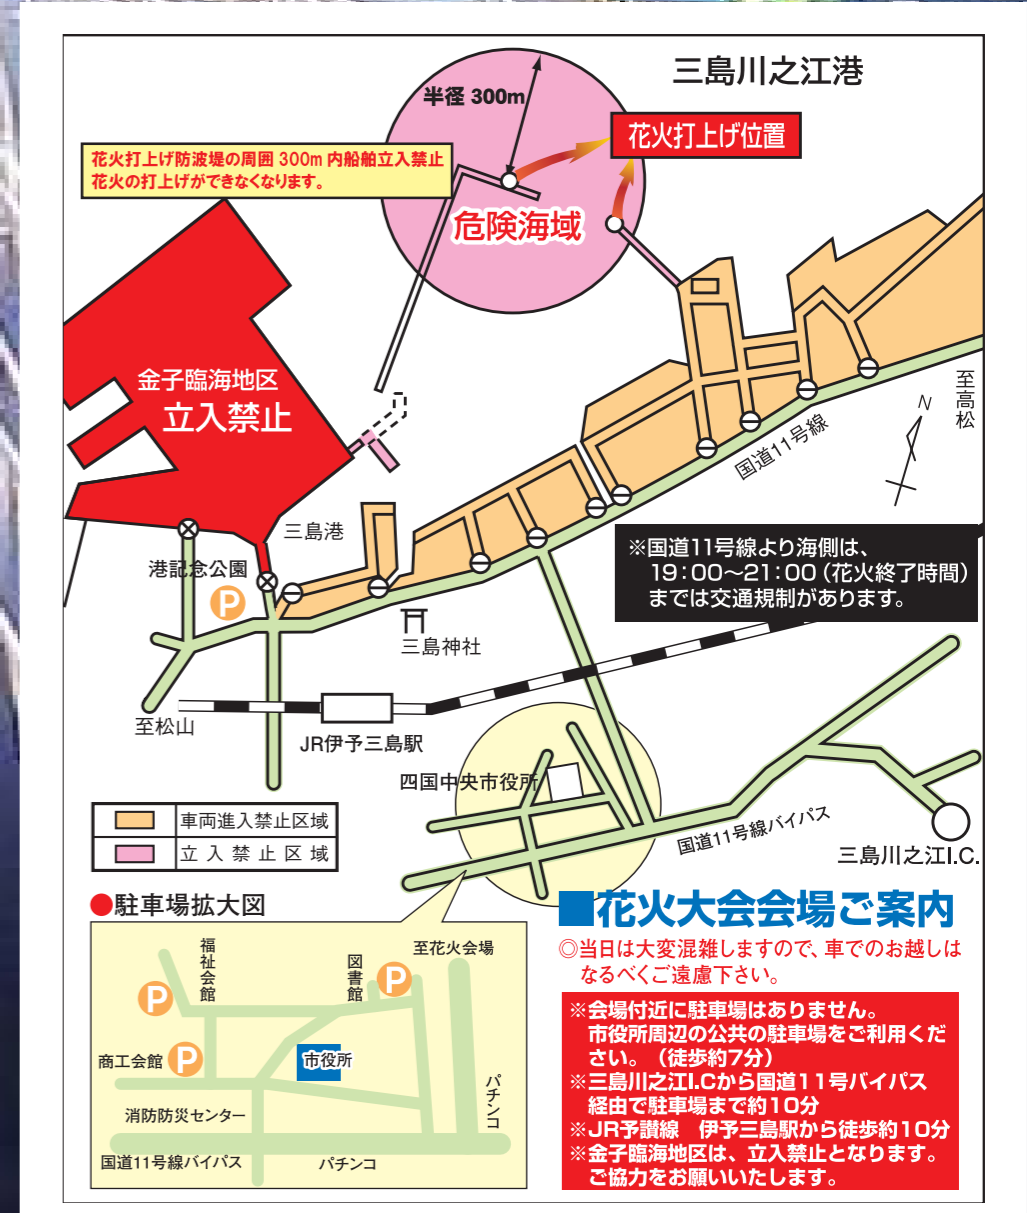 三島川之江港
半径 300m
花火打上げ位置
花火打上げ防波堤の周囲 300m 内船舶立入禁止
花火の打上げができなくなります。
危険海域
金子臨海地区
立入禁止
至高松
N
国道11号線
三島港
※国道11号線より海側は、
19：00〜21：00（花火終了時間）
までは交通規制があります。
港記念公園
P
三島神社
至松山
JR伊予三島駅
四国中央市役所
国道11号線バイパス
三島川之江I.C.
車両進入禁止区域
立入禁止区域
●駐車場拡大図
福祉会館
図書館
至花火会場
P
P
商工会館 P
市役所
パチンコ
消防防災センター
国道11号線バイパス
パチンコ
■花火大会会場ご案内
◎当日は大変混雑しますので、車でのお越しは
なるべくご遠慮下さい。
※会場付近に駐車場はありません。
市役所周辺の公共の駐車場をご利用くだ
さい。（徒歩約7分）
※三島川之江I.Cから国道11号バイパス
経由で駐車場まで約10分
※JR予讃線　伊予三島駅から徒歩約10分
※金子臨海地区は、立入禁止となります。
ご協力をお願いいたします。